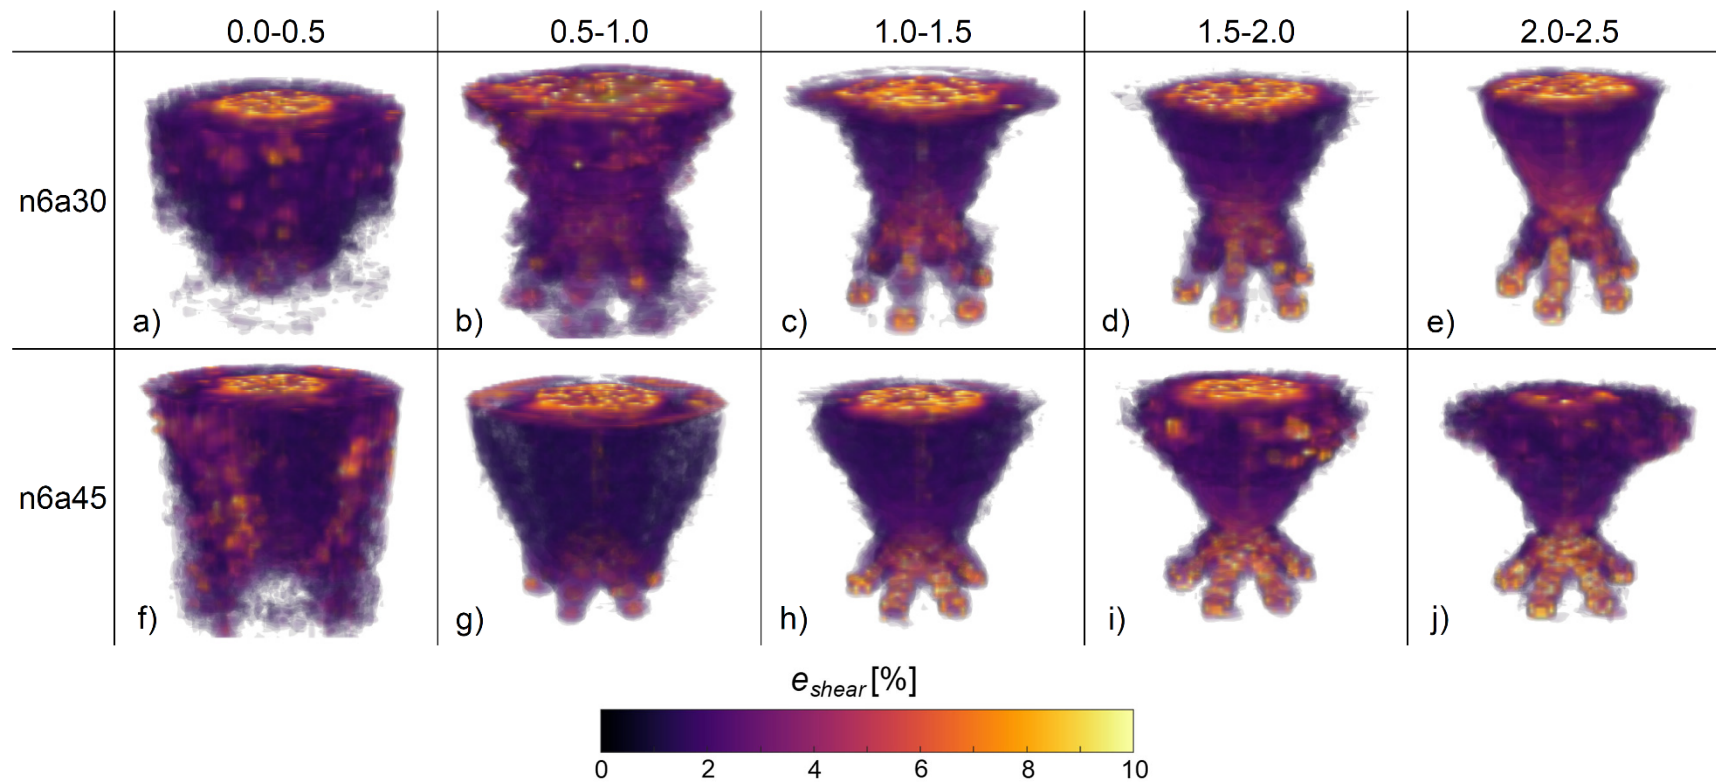 0.0-0.5 0.5-1.0 1.0-1.5 1.5-2.0 2.0-2.5
n6a30
a) b) c) d) e)
n6a45
f) g) h) i) j)
e_shear [%]
0 2 4 6 8 10